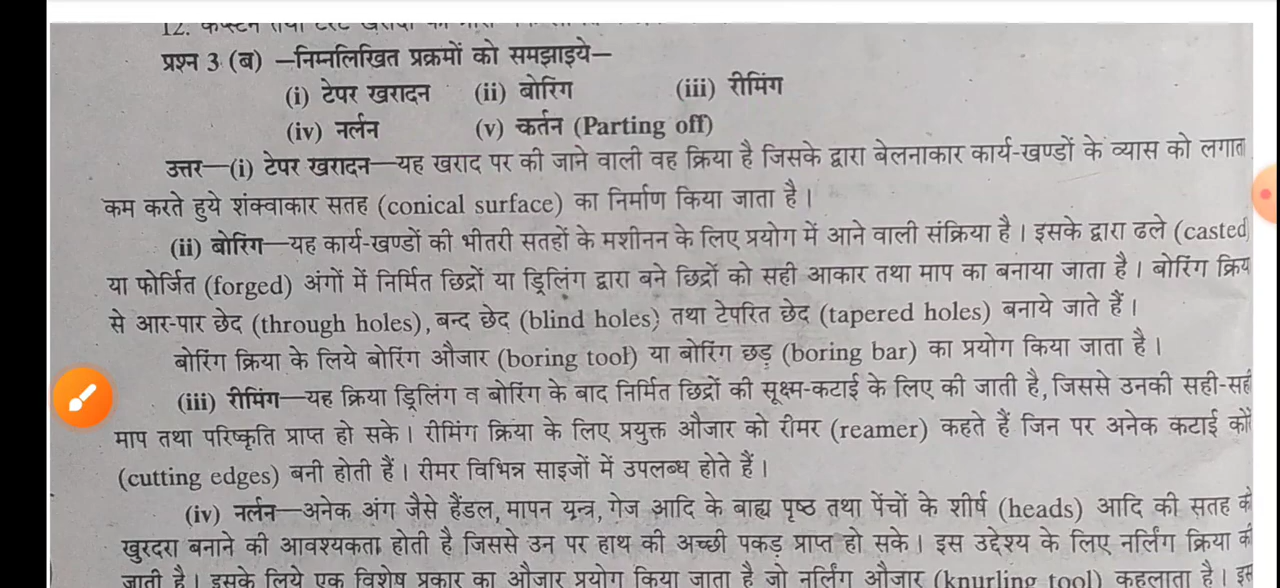 12. कैप्स्टन तथा टरेट खरादों की
प्रश्न 3 (ब) —निम्नलिखित प्रक्रमों को समझाइये—
(i) टेपर खरादन (ii) बोरिंग (iii) रीमिंग
(iv) नर्लन (v) कर्तन (Parting off)
उत्तर—(i) टेपर खरादन—यह खराद पर की जाने वाली वह क्रिया है जिसके द्वारा बेलनाकार कार्य-खण्डों के व्यास को लगाता
कम करते हुये शंक्वाकार सतह (conical surface) का निर्माण किया जाता है।
(ii) बोरिंग—यह कार्य-खण्डों की भीतरी सतहों के मशीनन के लिए प्रयोग में आने वाली संक्रिया है। इसके द्वारा ढले (casted)
या फोर्जित (forged) अंगों में निर्मित छिद्रों या ड्रिलिंग द्वारा बने छिद्रों को सही आकार तथा माप का बनाया जाता है। बोरिंग क्रिय
से आर-पार छेद (through holes), बन्द छेद (blind holes) तथा टेपरित छेद (tapered holes) बनाये जाते हैं।
बोरिंग क्रिया के लिये बोरिंग औजार (boring tool) या बोरिंग छड़ (boring bar) का प्रयोग किया जाता है।
(iii) रीमिंग—यह क्रिया ड्रिलिंग व बोरिंग के बाद निर्मित छिद्रों की सूक्ष्म-कटाई के लिए की जाती है, जिससे उनकी सही-सही
माप तथा परिष्कृति प्राप्त हो सके। रीमिंग क्रिया के लिए प्रयुक्त औजार को रीमर (reamer) कहते हैं जिन पर अनेक कटाई कोरें
(cutting edges) बनी होती हैं। रीमर विभिन्न साइजों में उपलब्ध होते हैं।
(iv) नर्लन—अनेक अंग जैसे हैंडल, मापन यन्त्र, गेज आदि के बाह्य पृष्ठ तथा पेंचों के शीर्ष (heads) आदि की सतह को
खुरदरा बनाने की आवश्यकता होती है जिससे उन पर हाथ की अच्छी पकड़ प्राप्त हो सके। इस उद्देश्य के लिए नर्लिंग क्रिया की
जाती है। इसके लिये एक विशेष प्रकार का औजार प्रयोग किया जाता है जो नर्लिंग औजार (knurling tool) कहलाता है। इस